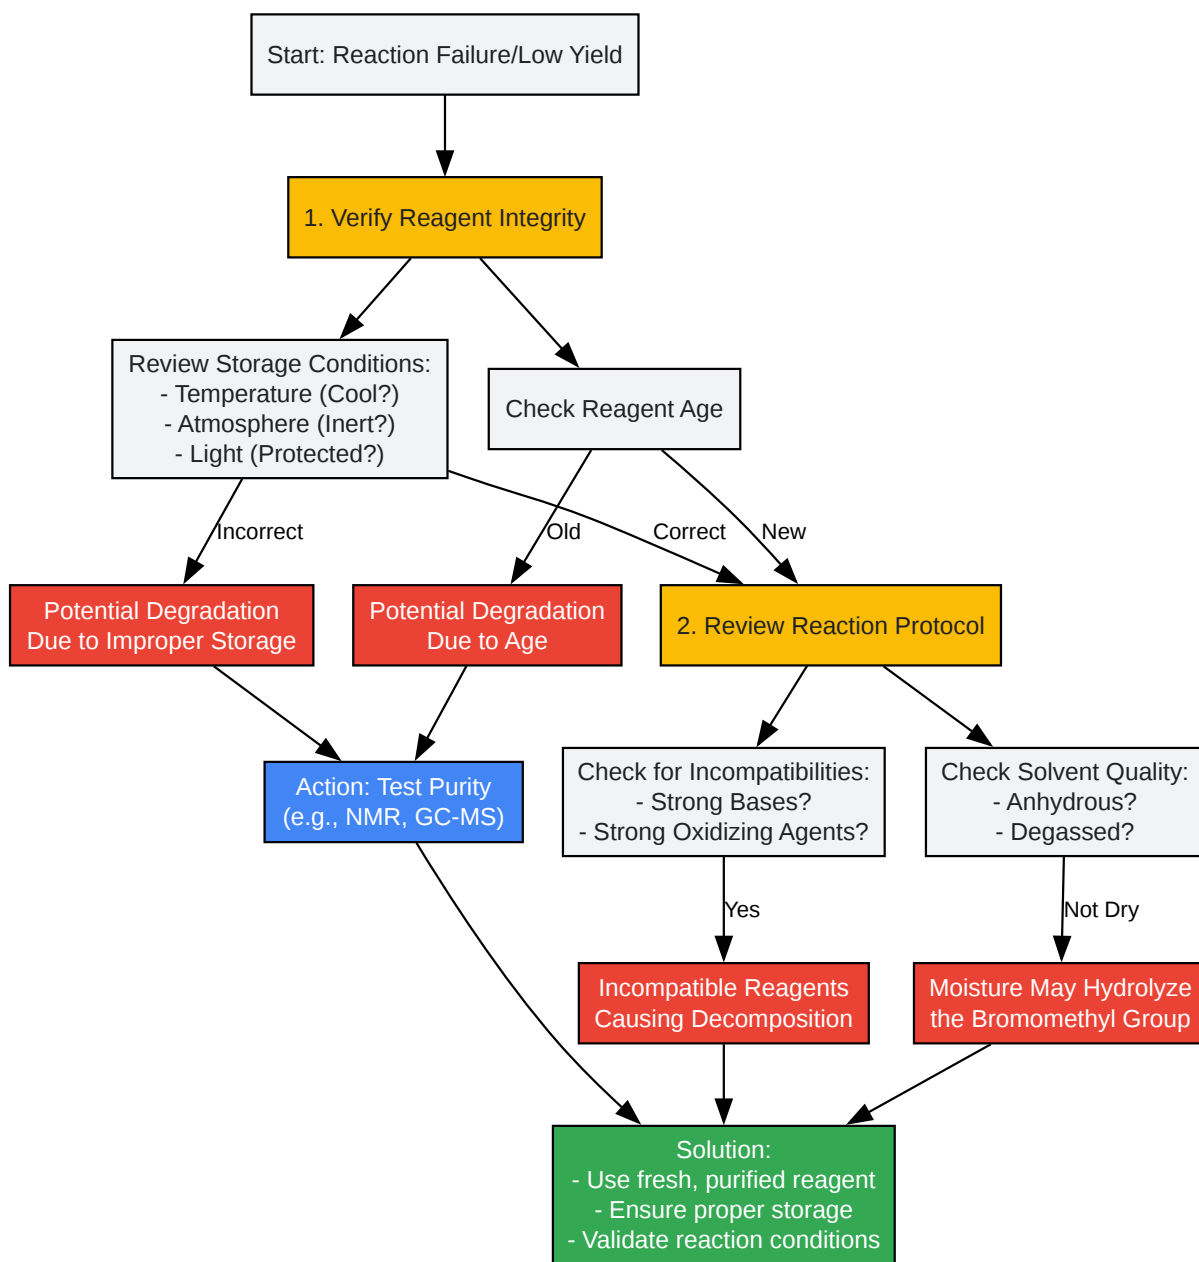 Start: Reaction Failure/Low Yield
1. Verify Reagent Integrity
Review Storage Conditions:
- Temperature (Cool?)
- Atmosphere (Inert?)
- Light (Protected?)
Check Reagent Age
Incorrect
Old
Correct
New
Potential Degradation
Due to Improper Storage
Potential Degradation
Due to Age
2. Review Reaction Protocol
Action: Test Purity
(e.g., NMR, GC-MS)
Check for Incompatibilities:
- Strong Bases?
- Strong Oxidizing Agents?
Check Solvent Quality:
- Anhydrous?
- Degassed?
Yes
Not Dry
Incompatible Reagents
Causing Decomposition
Moisture May Hydrolyze
the Bromomethyl Group
Solution:
- Use fresh, purified reagent
- Ensure proper storage
- Validate reaction conditions